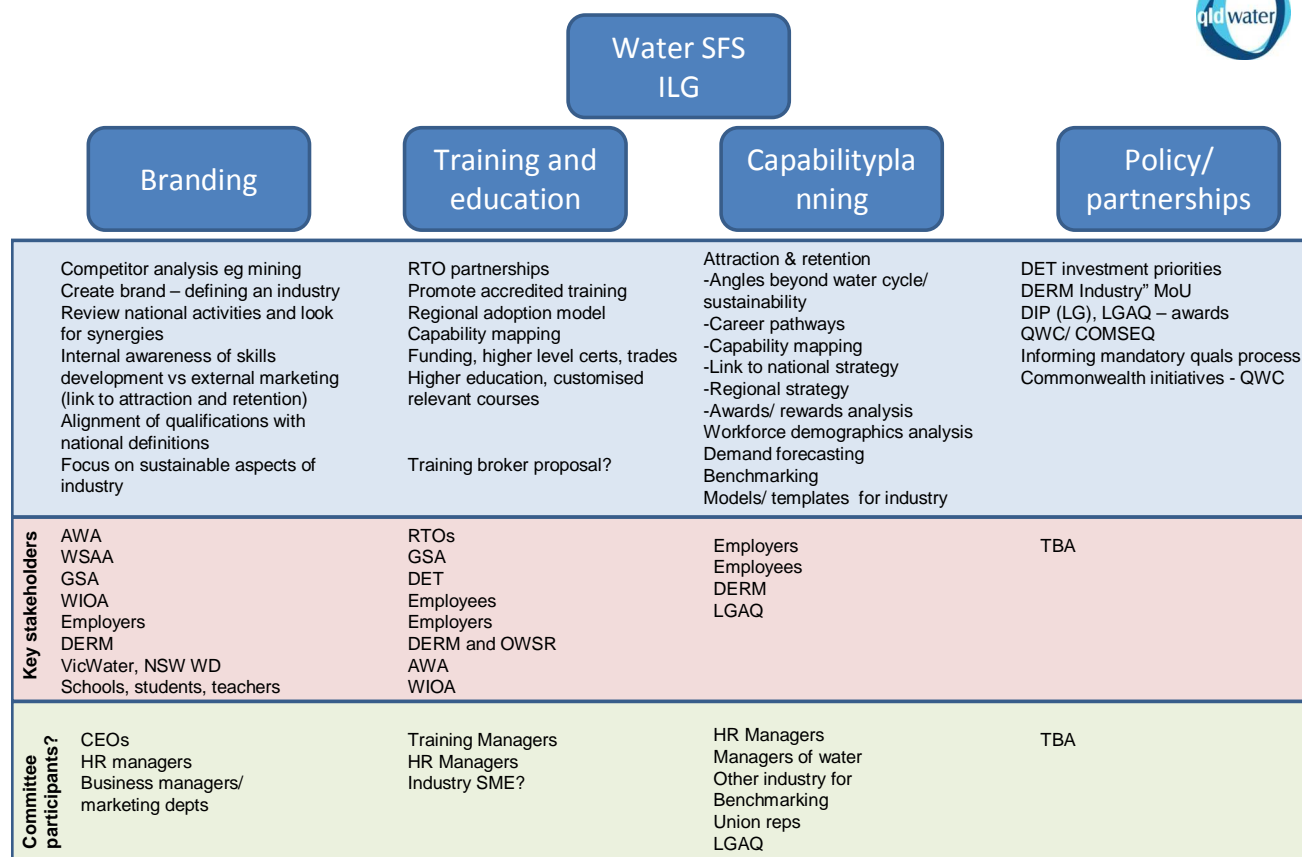 qldwater
Water SFS
ILG
Branding
Training and
education
Capabilitypla
nning
Policy/
partnerships
Competitor analysis eg mining
Create brand – defining an industry
Review national activities and look
for synergies
Internal awareness of skills
development vs external marketing
(link to attraction and retention)
Alignment of qualifications with
national definitions
Focus on sustainable aspects of
industry
RTO partnerships
Promote accredited training
Regional adoption model
Capability mapping
Funding, higher level certs, trades
Higher education, customised
relevant courses
Training broker proposal?
Attraction & retention
-Angles beyond water cycle/
sustainability
-Career pathways
-Capability mapping
-Link to national strategy
-Regional strategy
-Awards/ rewards analysis
Workforce demographics analysis
Demand forecasting
Benchmarking
Models/ templates for industry
DET investment priorities
DERM Industry” MoU
DIP (LG), LGAQ – awards
QWC/ COMSEQ
Informing mandatory quals process
Commonwealth initiatives - QWC
Key stakeholders
AWA
WSAA
GSA
WIOA
Employers
DERM
VicWater, NSW WD
Schools, students, teachers
RTOs
GSA
DET
Employees
Employers
DERM and OWSR
AWA
WIOA
Employers
Employees
DERM
LGAQ
TBA
Committee
participants?
CEOs
HR managers
Business managers/
marketing depts
Training Managers
HR Managers
Industry SME?
HR Managers
Managers of water
Other industry for
Benchmarking
Union reps
LGAQ
TBA